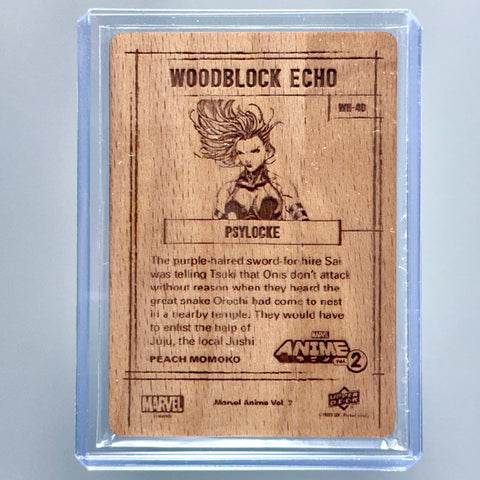 WOODBLOCK ECHO
WE-40
PSYLOCKE
The purple-haired sword-for hire Sai
was telling Tsuki that Onis don't attack
without reason when they heard the
great snake Orochi had come to nest
in a nearby temple. They would have
to enlist the help of
Juju, the local Jushi.
PEACH MOMOKO
MARVEL
ANIME
VOL. 2
MARVEL
Marvel Anime Vol. 2
UPPER DECK